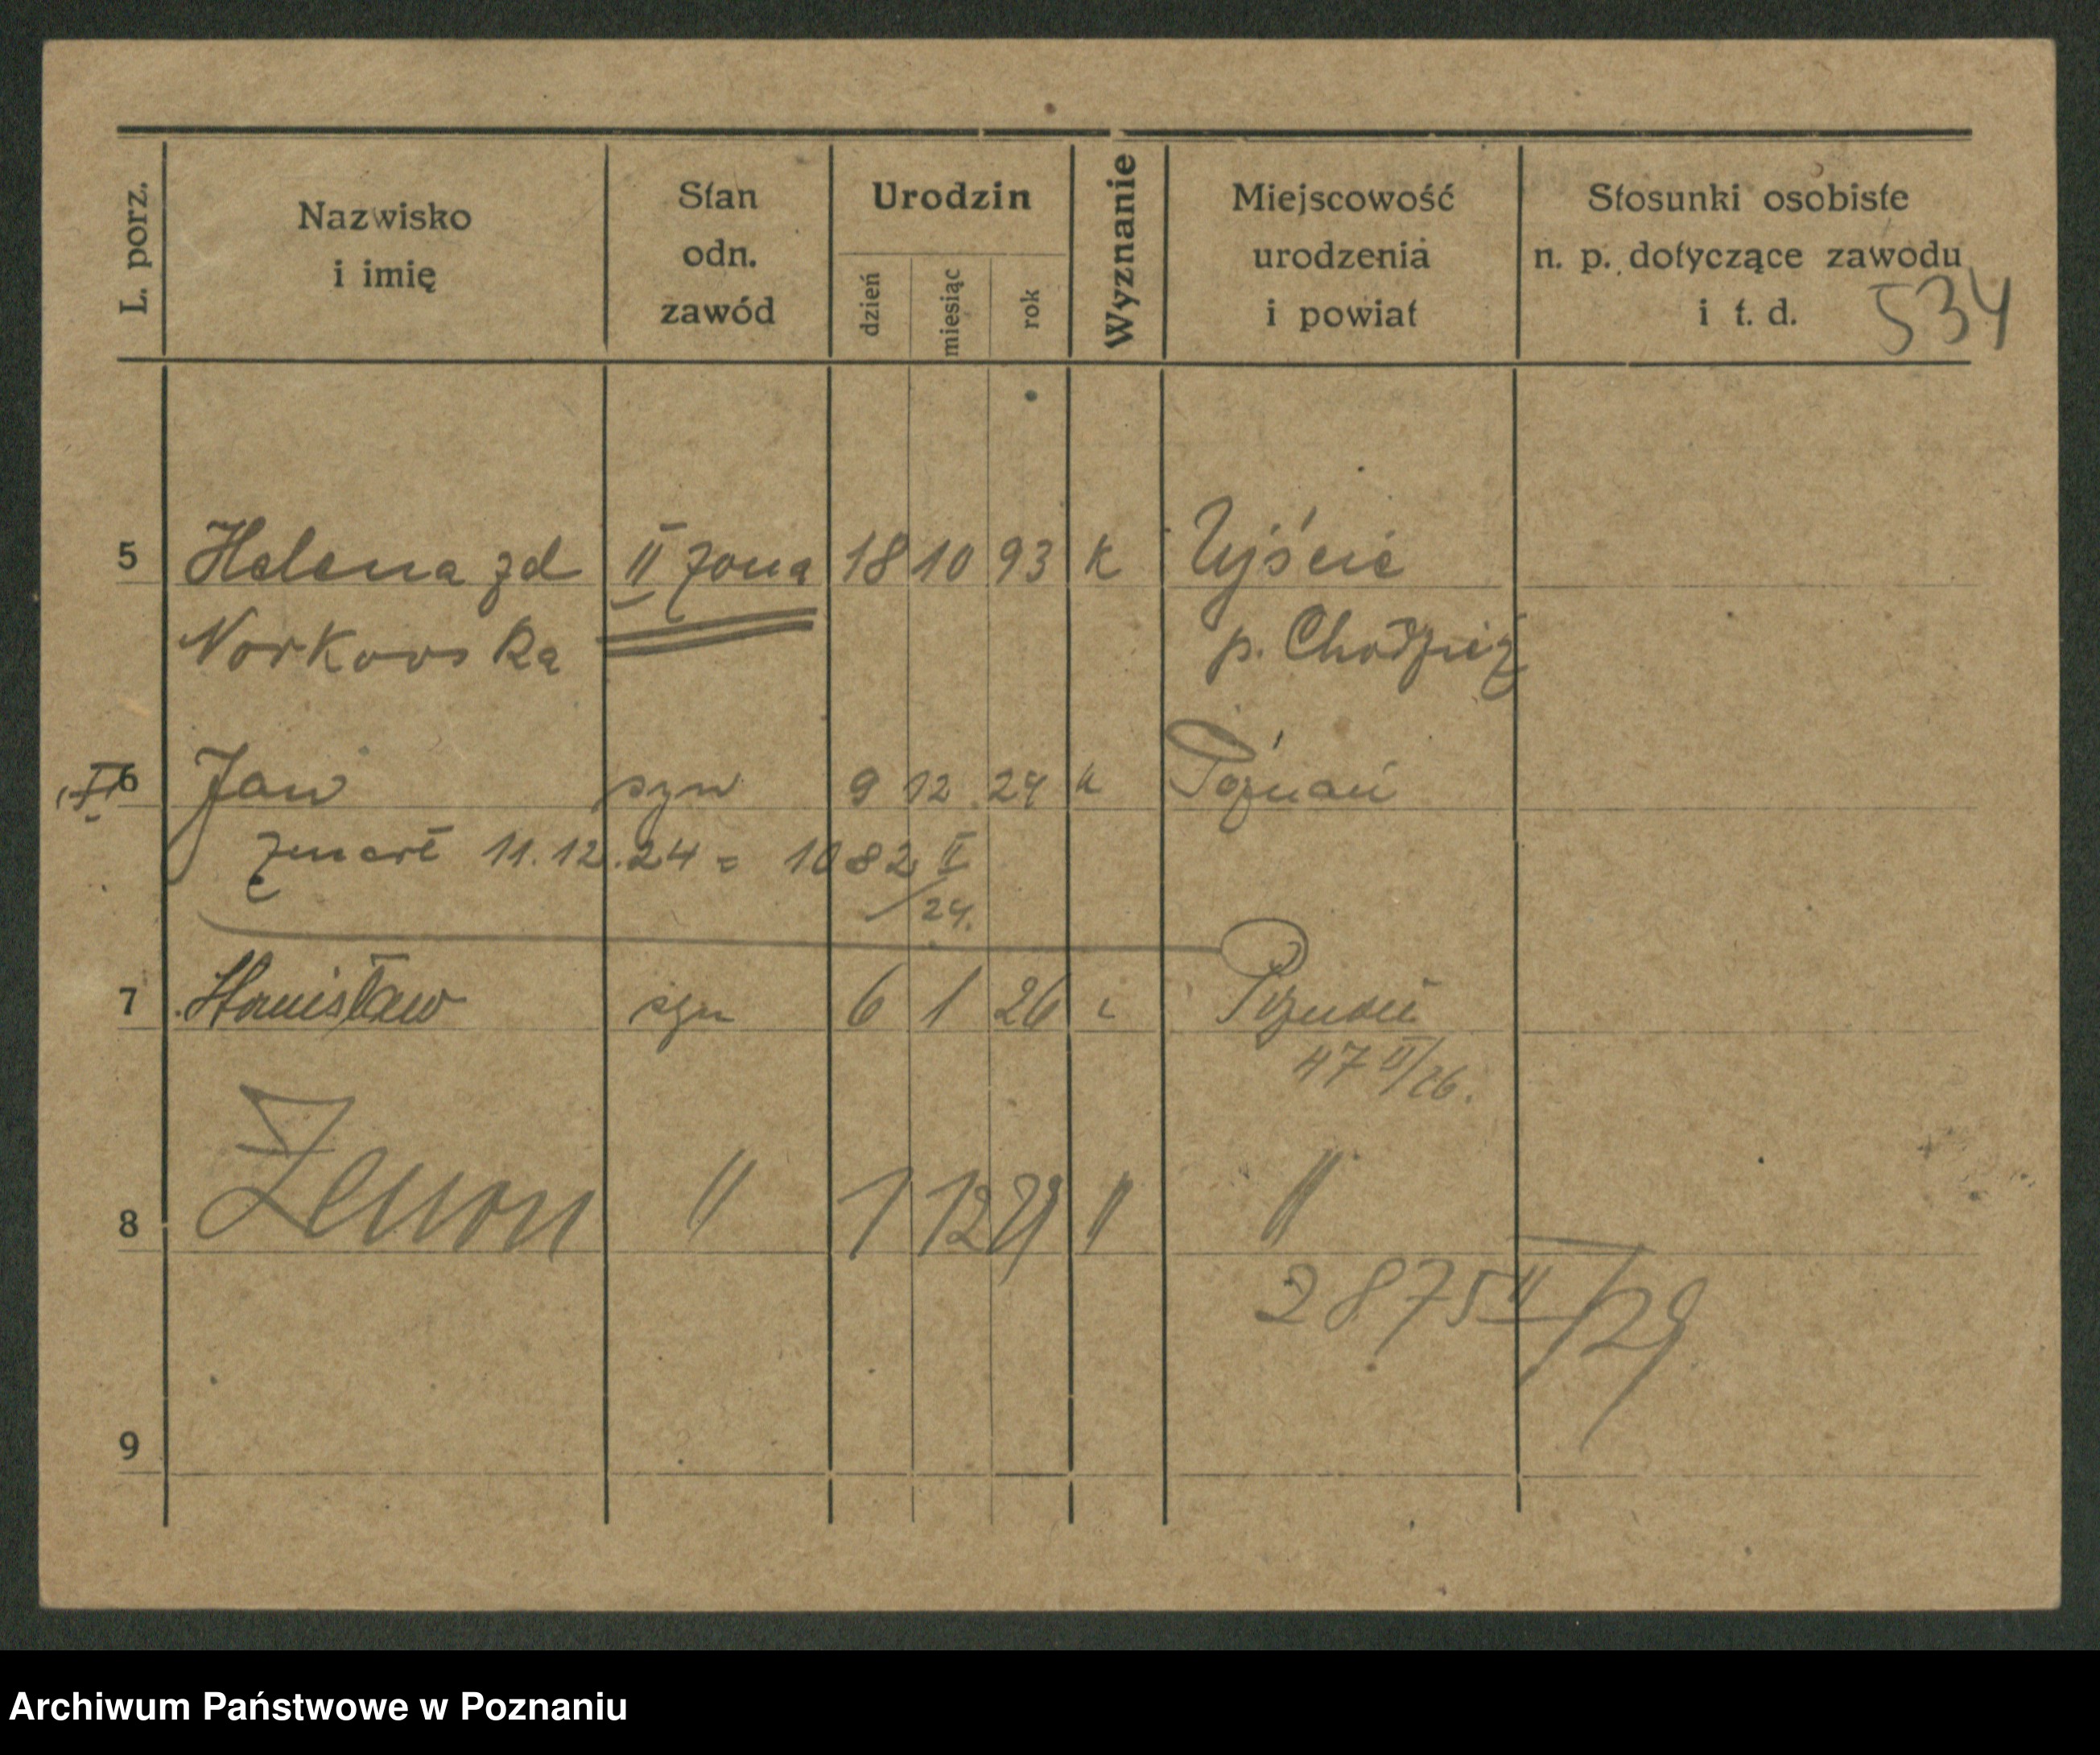 L. porz.
Nazwisko
i imię
Stan
odn.
zawód
Urodzin
dzień
miesiąc
rok
Wyznanie
Miejscowość
urodzenia
i powiat
Stosunki osobiste
n. p. dotyczące zawodu
i t. d.
534
5 Helena zd II żona 18 10 93 k Ujście
Norkowska p. Chodzież
6 Jan syn 9 12 24 k Poznań
zmarł 11.12.24 = 1082 II
/24.
7 Stanisław syn 6 1 26 Poznań
47 II/26.
8 Zenon " 1 12 29 " "
2875 II/29
9
Archiwum Państwowe w Poznaniu